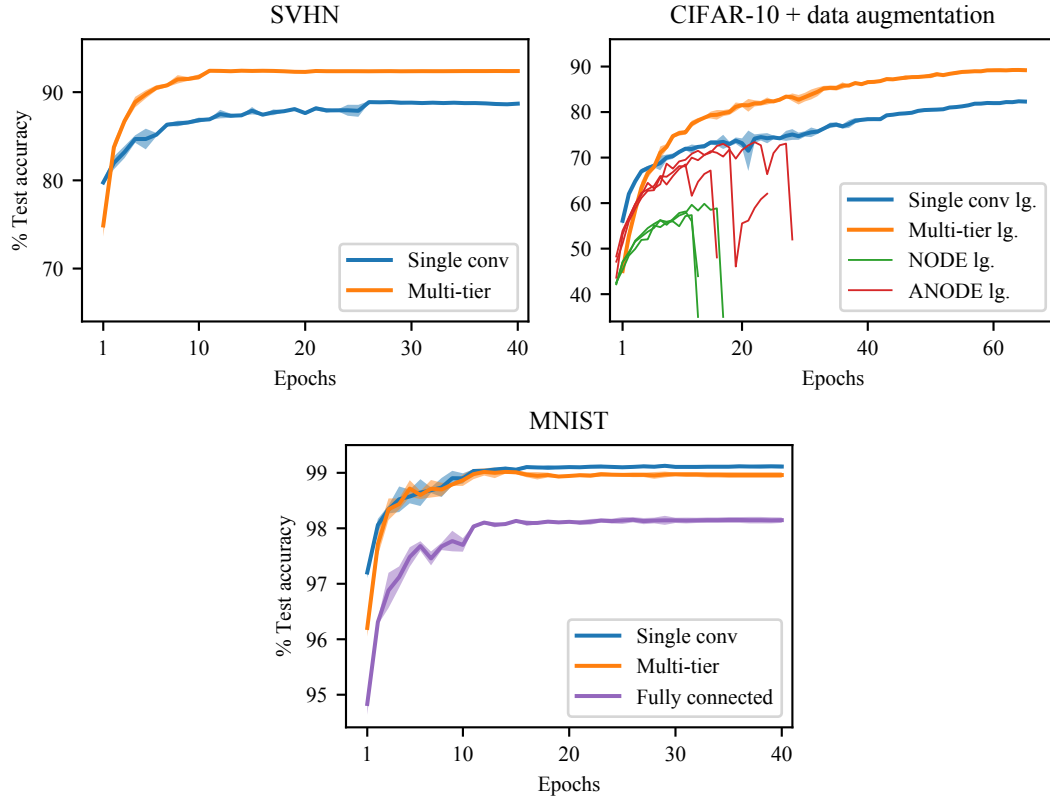 SVHN
% Test accuracy
90
80
70
1
10
20
30
40
Epochs
Single conv
Multi-tier
CIFAR-10 + data augmentation
90
80
70
60
50
40
1
20
40
60
Epochs
Single conv lg.
Multi-tier lg.
NODE lg.
ANODE lg.
MNIST
% Test accuracy
99
98
97
96
95
1
10
20
30
40
Epochs
Single conv
Multi-tier
Fully connected